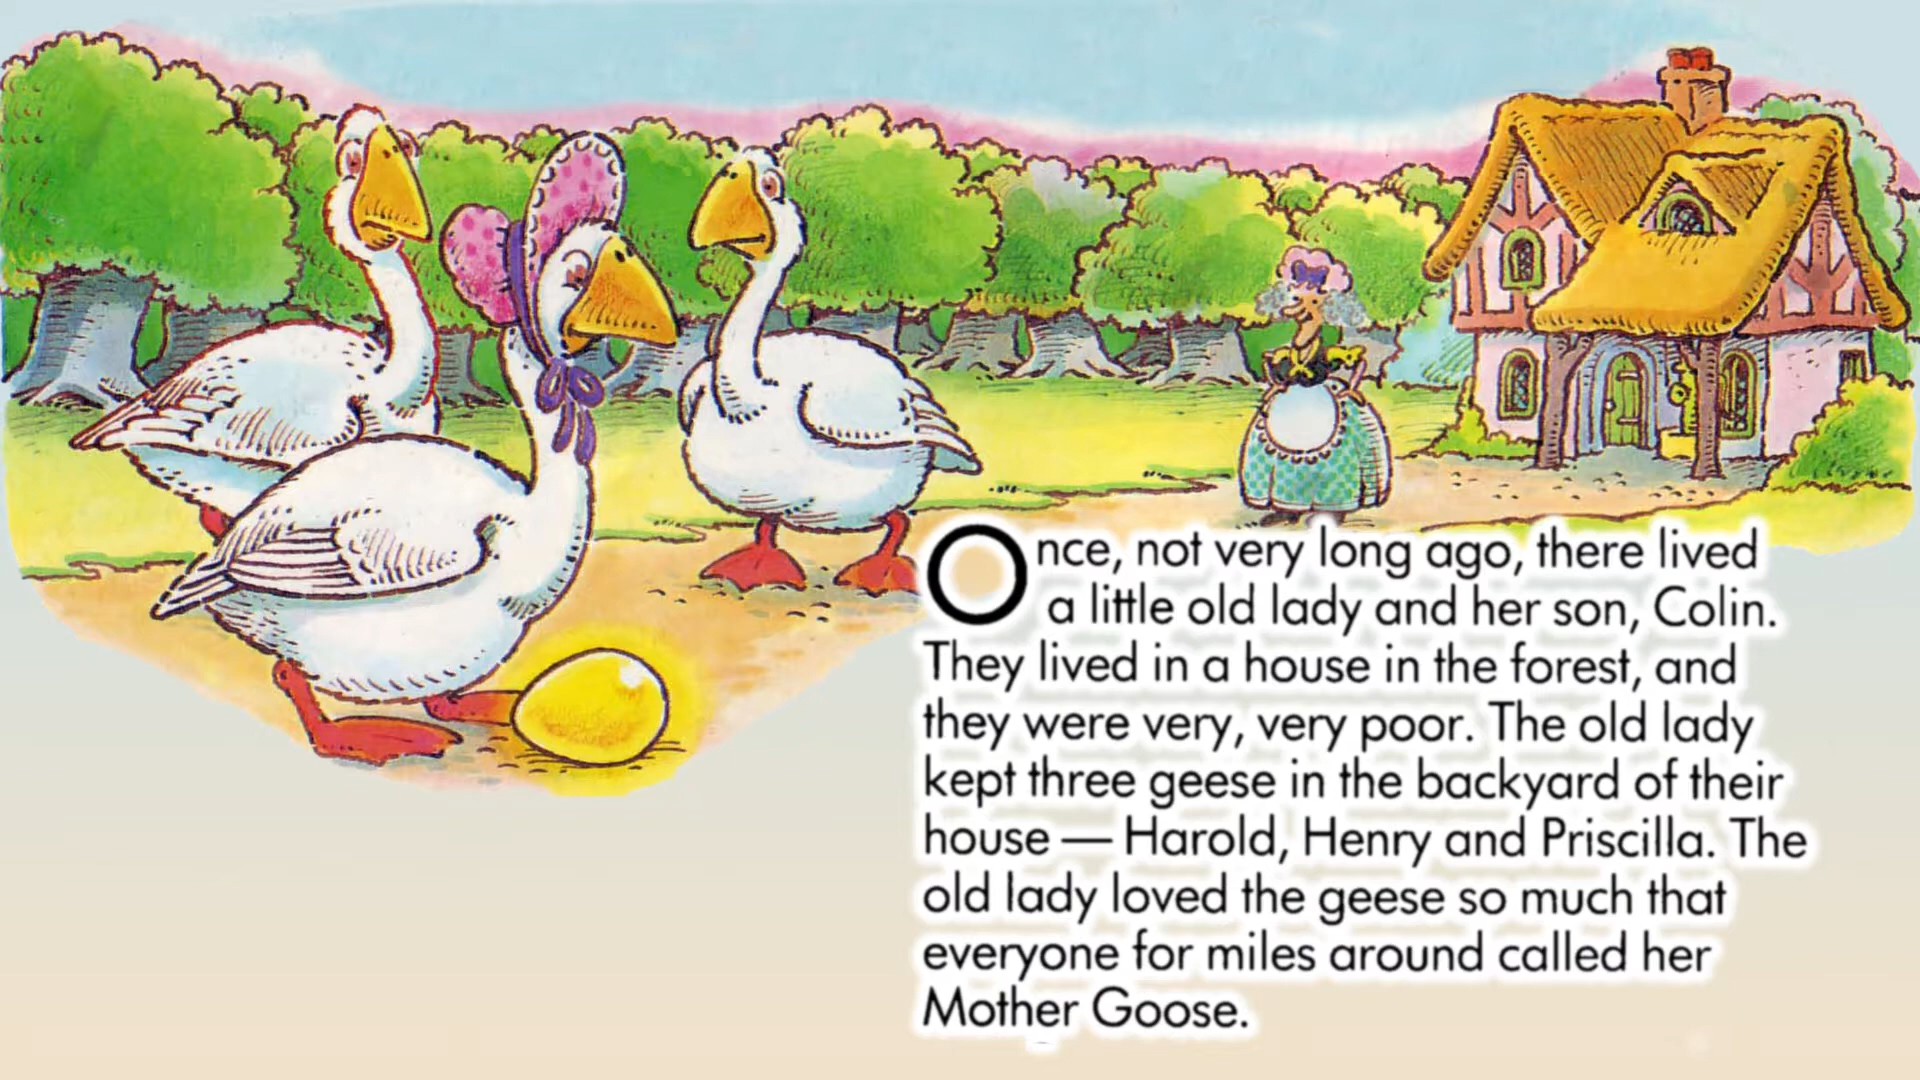 Once, not very long ago, there lived
a little old lady and her son, Colin.
They lived in a house in the forest, and
they were very, very poor. The old lady
kept three geese in the backyard of their
house — Harold, Henry and Priscilla. The
old lady loved the geese so much that
everyone for miles around called her
Mother Goose.